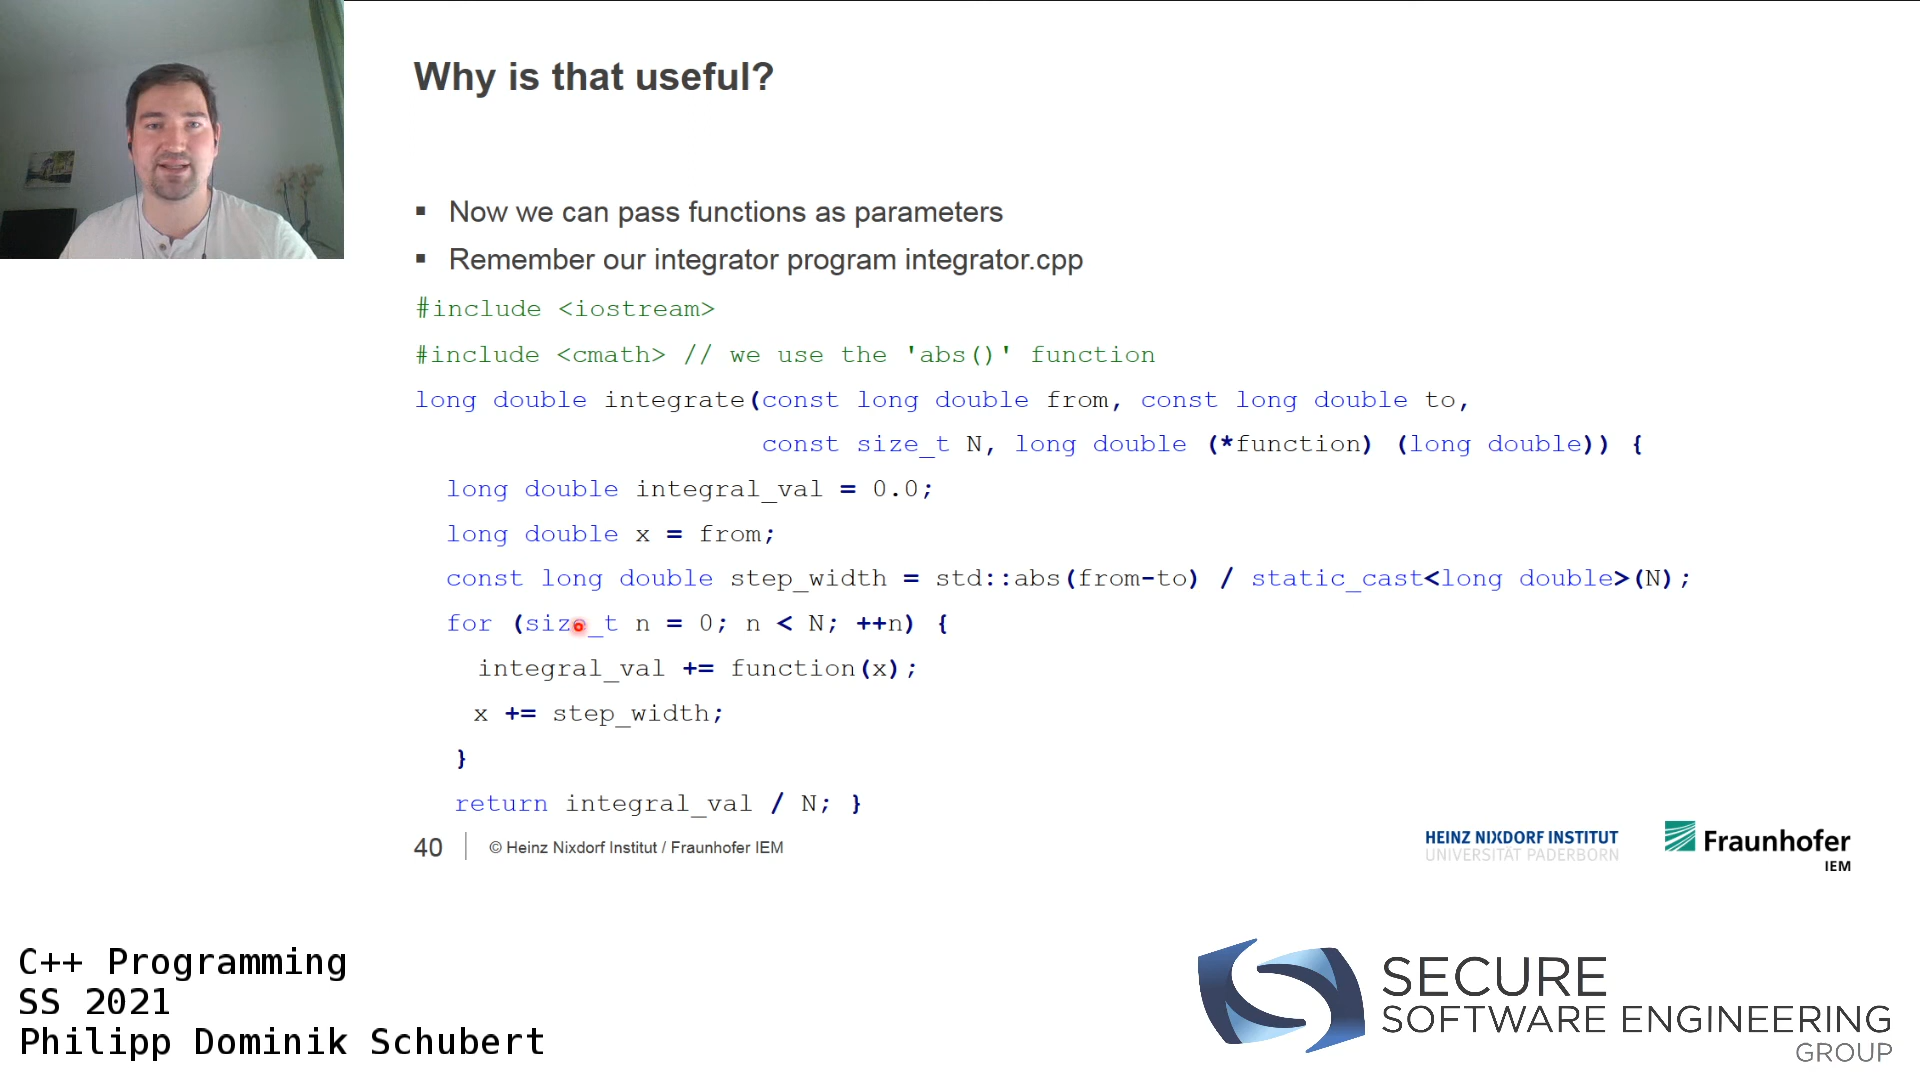 Why is that useful?
▪ Now we can pass functions as parameters
▪ Remember our integrator program integrator.cpp
#include <iostream>
#include <cmath> // we use the 'abs()' function
long double integrate(const long double from, const long double to,
const size_t N, long double (*function) (long double)) {
long double integral_val = 0.0;
long double x = from;
const long double step_width = std::abs(from-to) / static_cast<long double>(N);
for (size_t n = 0; n < N; ++n) {
integral_val += function(x);
x += step_width;
}
return integral_val / N; }
40
© Heinz Nixdorf Institut / Fraunhofer IEM
HEINZ NIXDORF INSTITUT
UNIVERSITÄT PADERBORN
Fraunhofer
IEM
C++ Programming
SS 2021
Philipp Dominik Schubert
SECURE
SOFTWARE ENGINEERING
GROUP